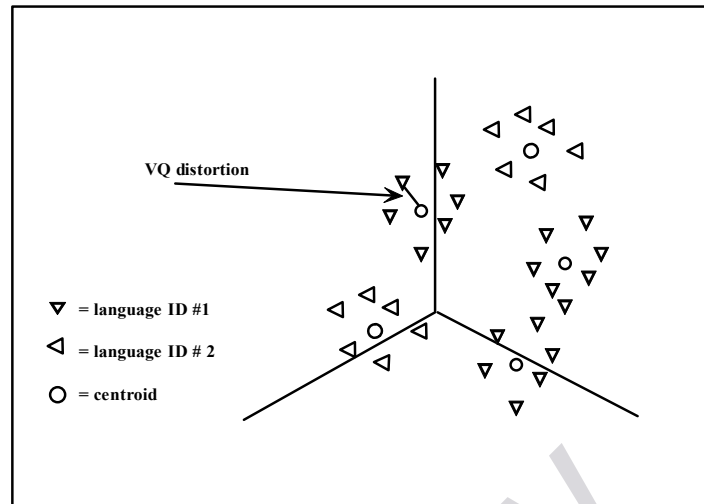 VQ distortion
= language ID #1
= language ID # 2
= centroid